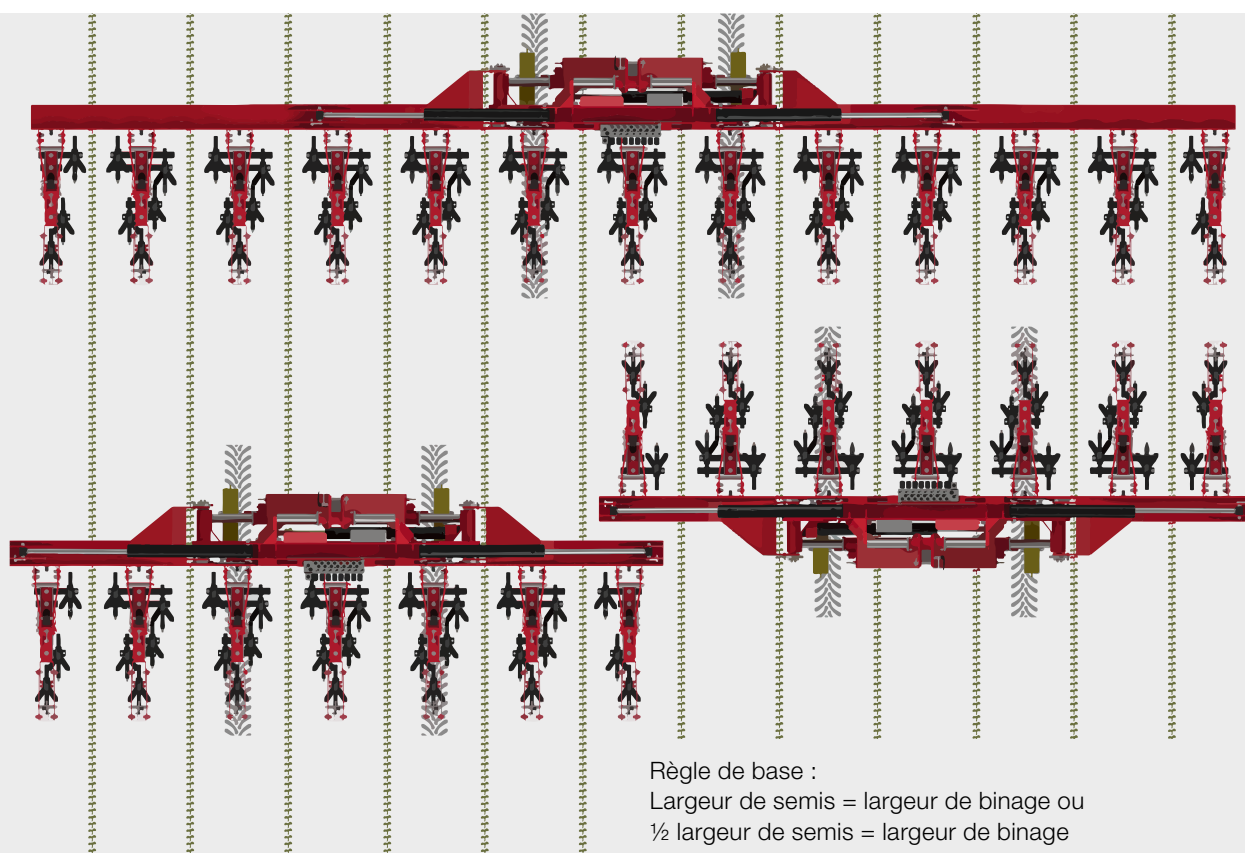 Règle de base :
Largeur de semis = largeur de binage ou
½ largeur de semis = largeur de binage